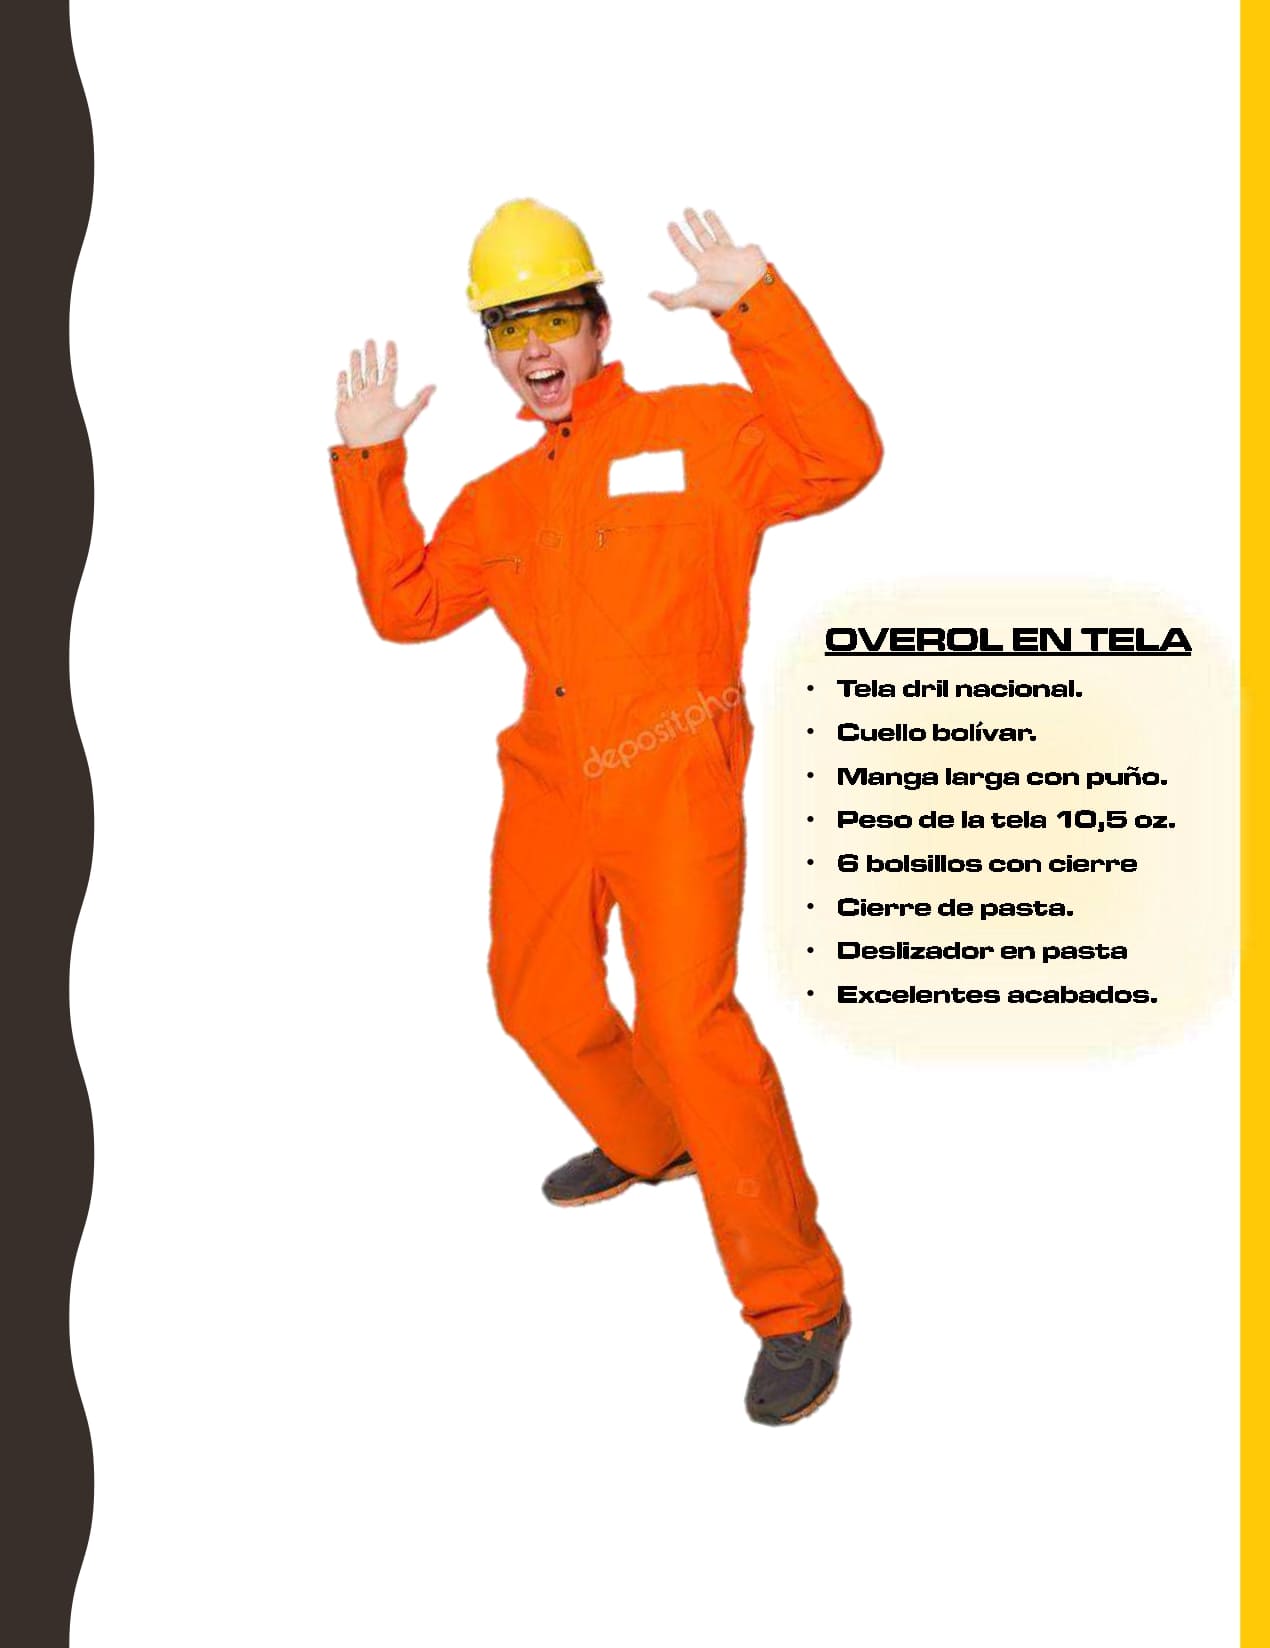 OVEROL EN TELA
• Tela dril nacional.
• Cuello bolívar.
• Manga larga con puño.
• Peso de la tela 10,5 oz.
• 6 bolsillos con cierre
• Cierre de pasta.
• Deslizador en pasta
• Excelentes acabados.
depositpho